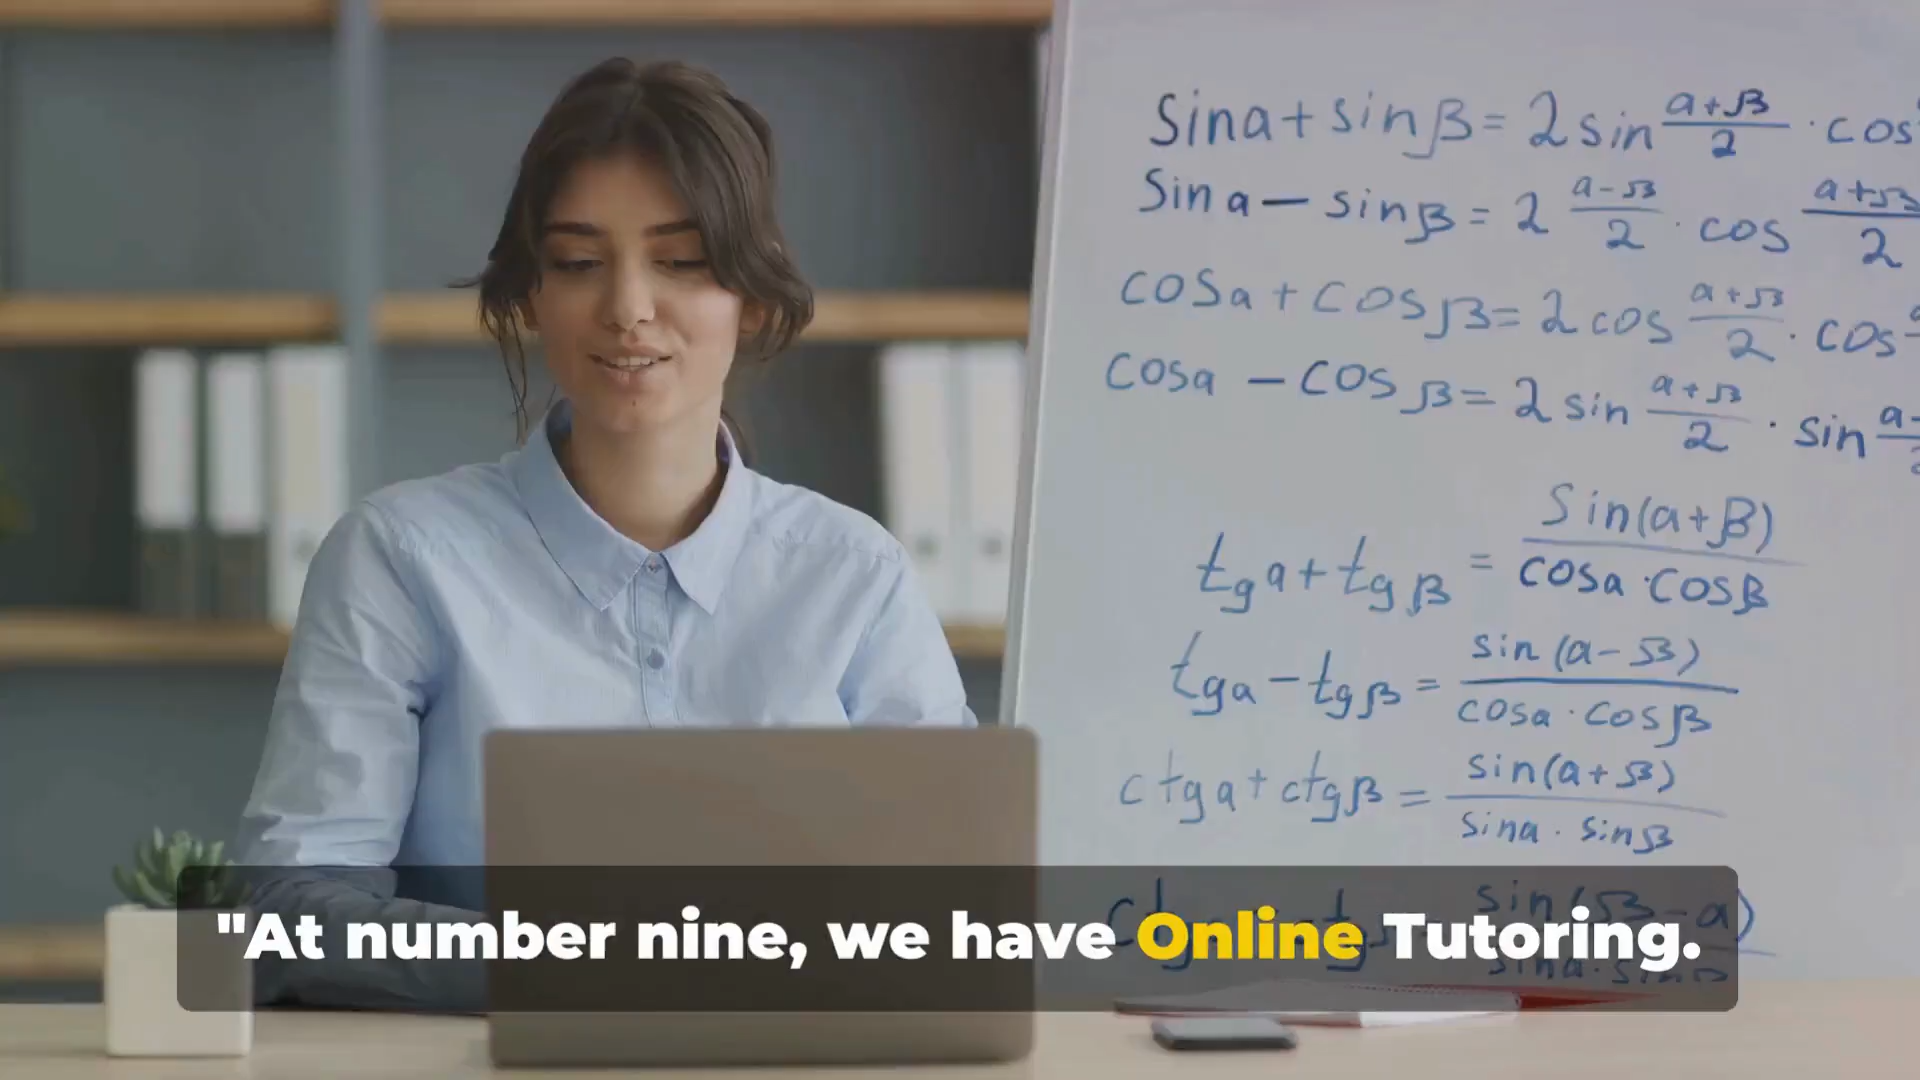 sina + sinβ = 2sin (a+β)/2 · cos
sina − sinβ = 2 (a-β)/2 · cos (a+β)/2
cosa + cosβ = 2cos (a+β)/2 · cos
cosa − cosβ = 2sin (a+β)/2 · sin
tga + tgβ = sin(a+β)/cosa·cosβ
tga − tgβ = sin(a-β)/cosa·cosβ
ctga + ctgβ = sin(a+β)/sina·sinβ
sin(β-a)
"At number nine, we have Online Tutoring.